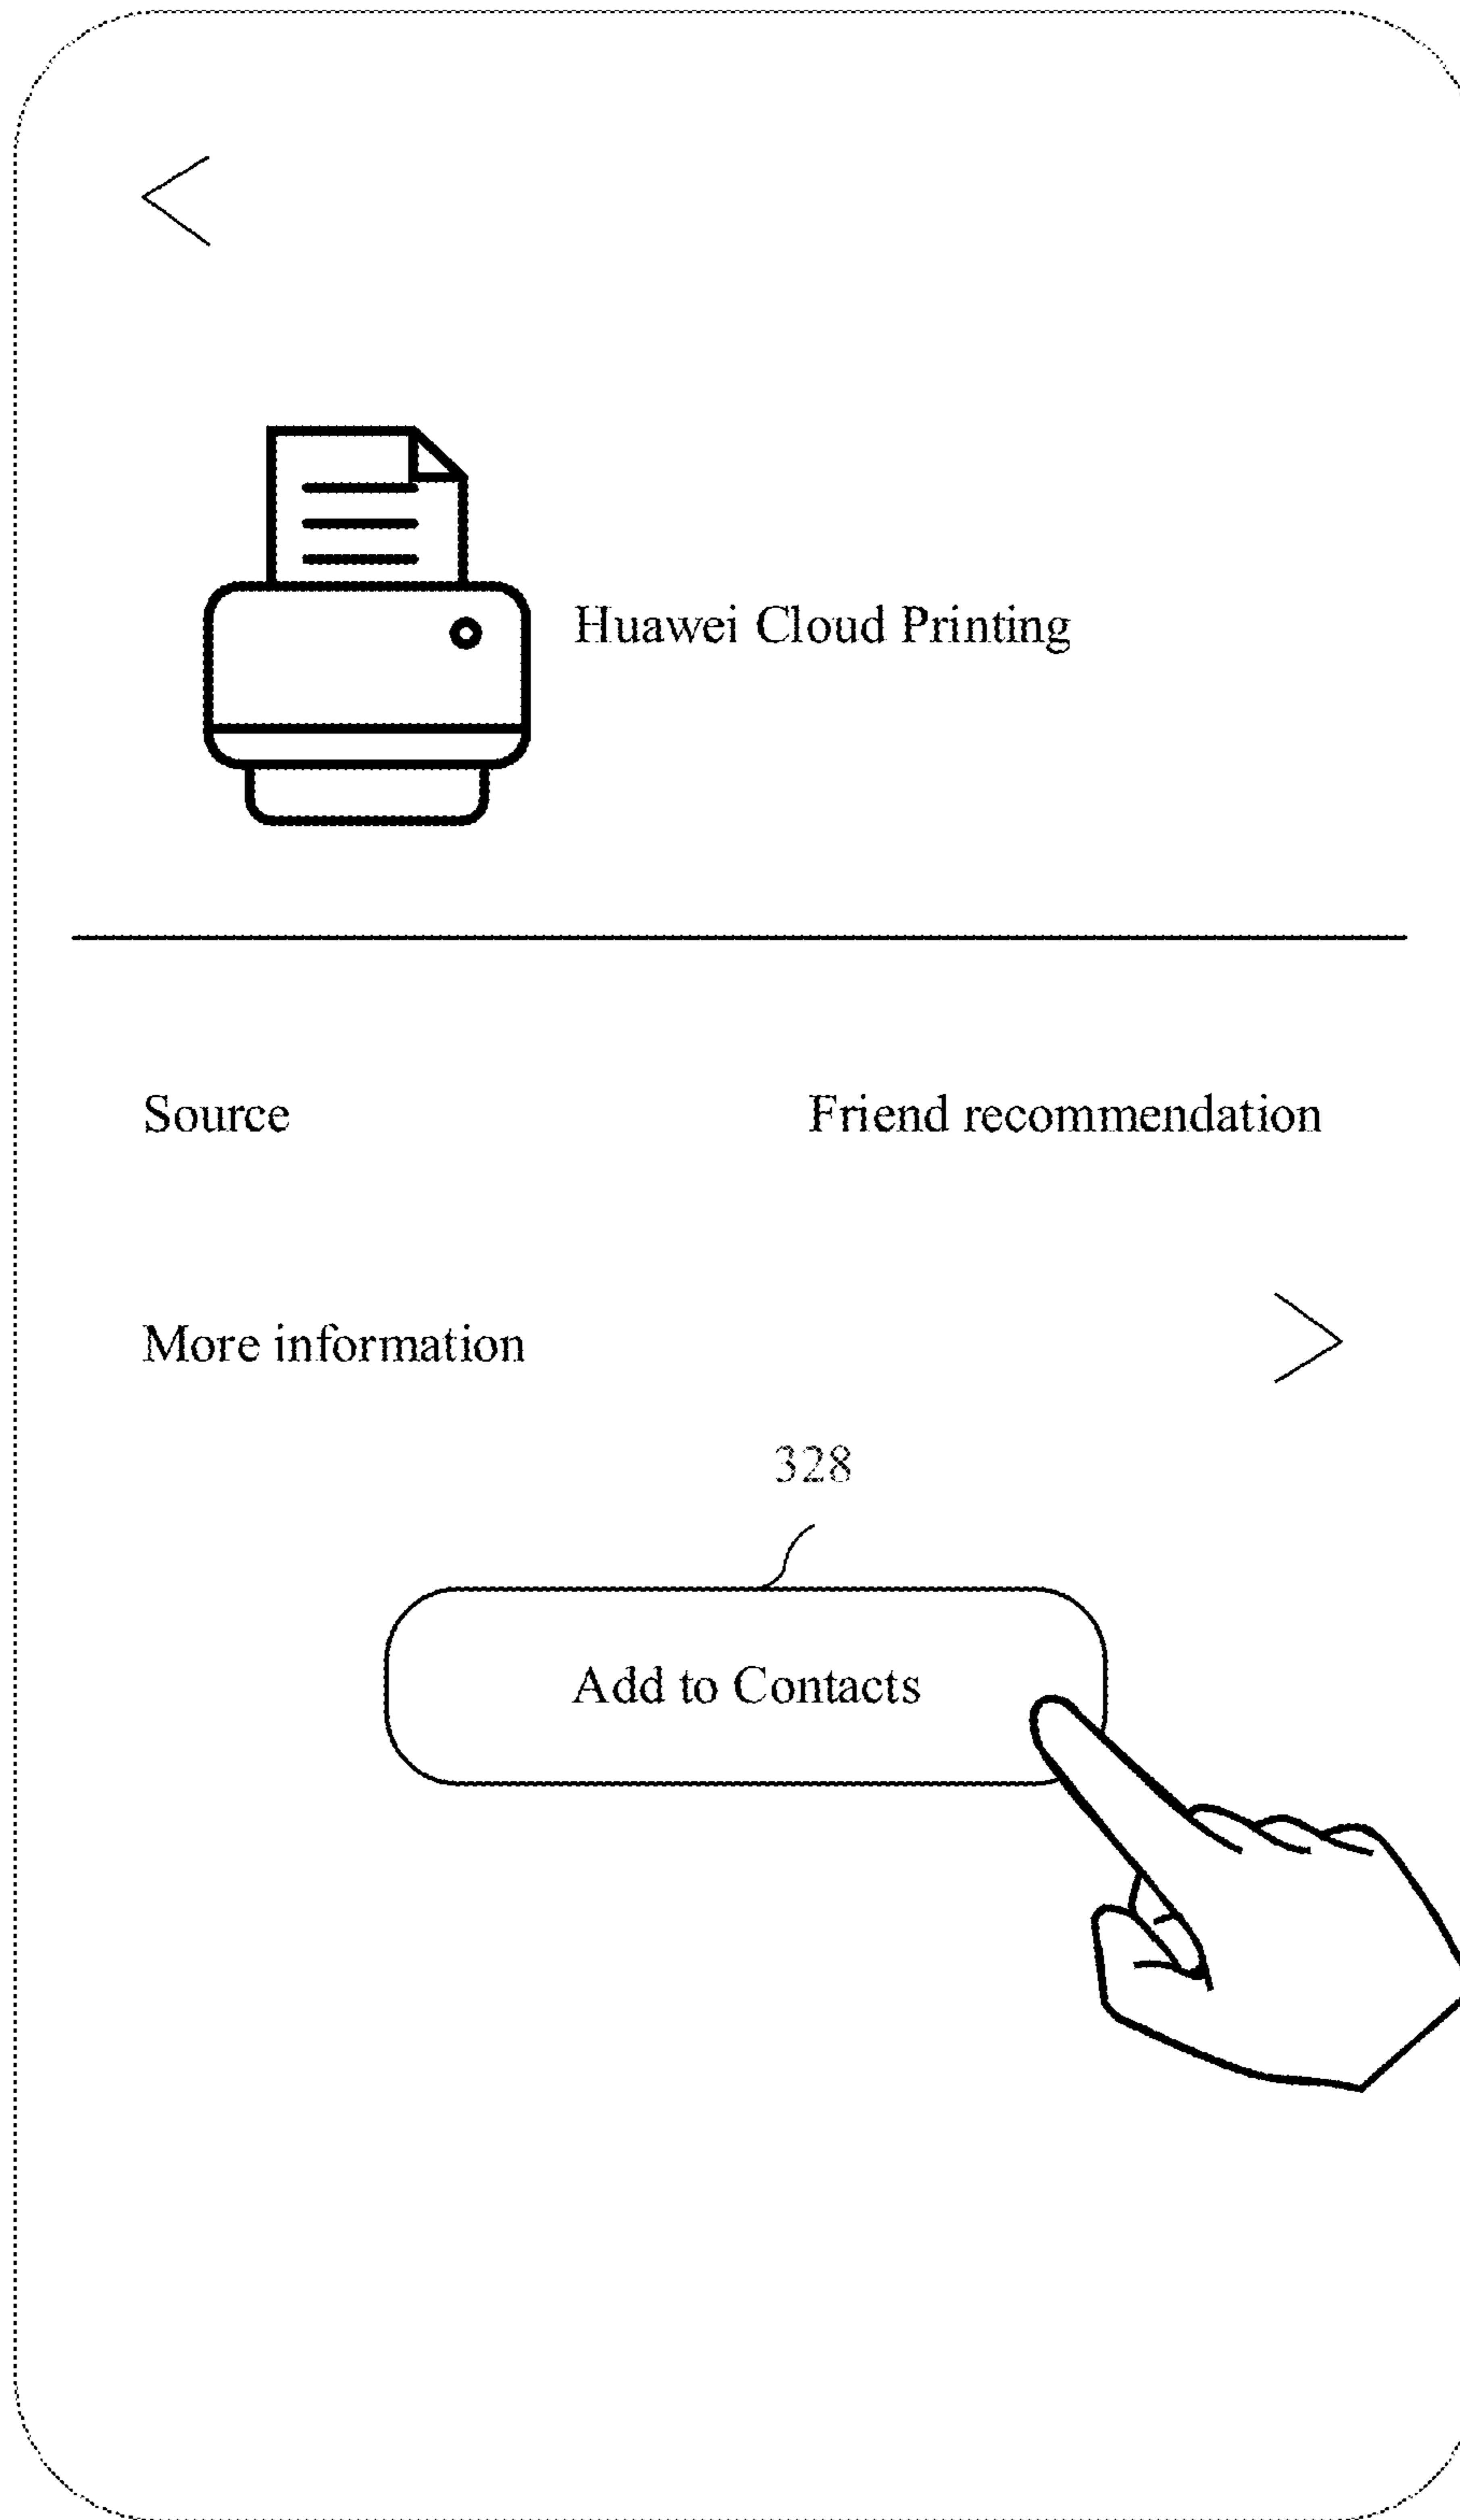 Huawei Cloud Printing
Source Friend recommendation
More information
328
Add to Contacts